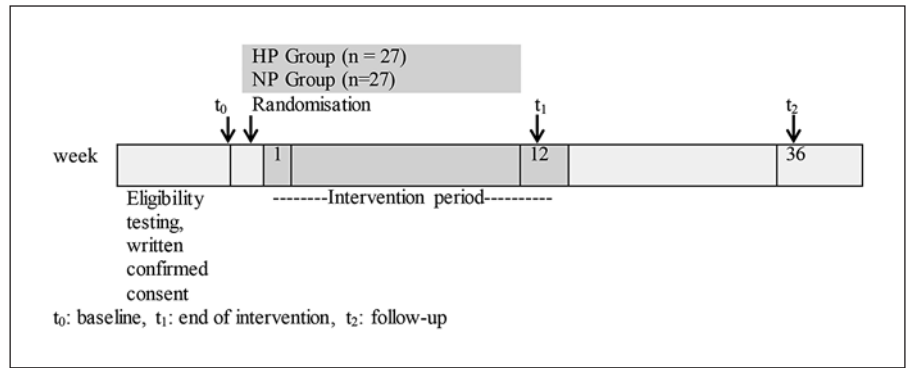 HP Group (n = 27)
NP Group (n=27)
t₀ Randomisation t₁ t₂
week 1 12 36
Eligibility --------Intervention period----------
testing,
written
confirmed
consent
t₀: baseline, t₁: end of intervention, t₂: follow-up